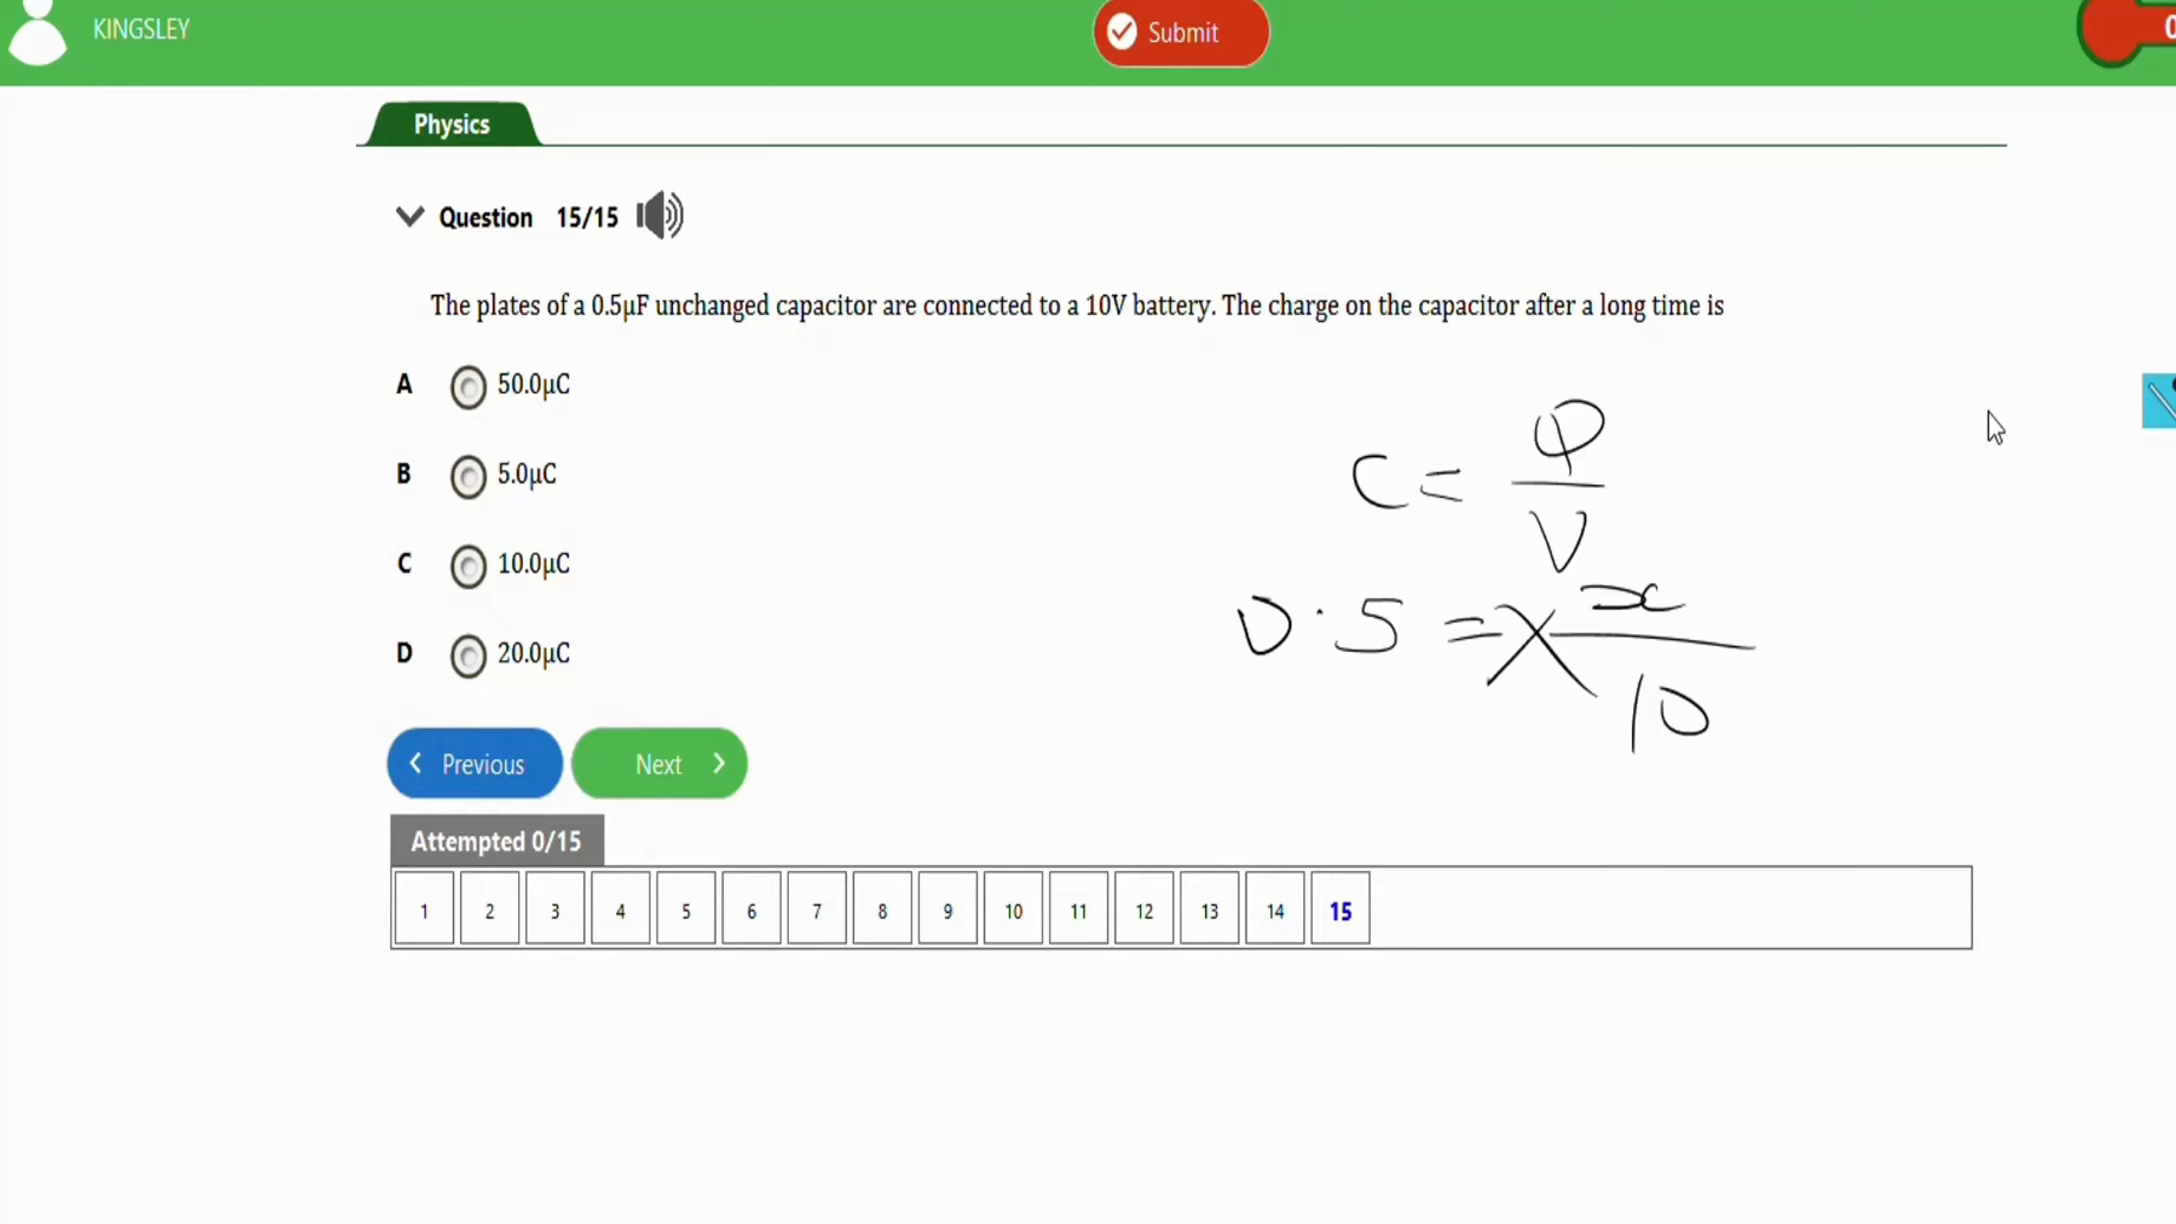 KINGSLEY
Submit
0
Physics
Question 15/15
The plates of a 0.5µF unchanged capacitor are connected to a 10V battery. The charge on the capacitor after a long time is
A 50.0µC
B 5.0µC
C 10.0µC
D 20.0µC
C = Q
V
0.5 = x
10
Previous
Next
Attempted 0/15
1 2 3 4 5 6 7 8 9 10 11 12 13 14 15